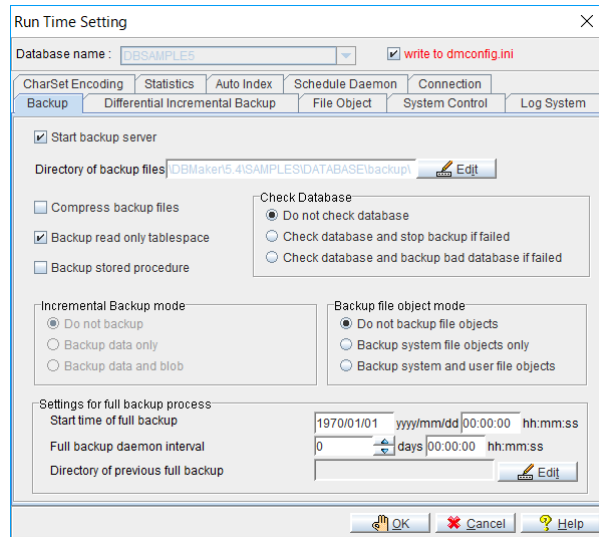 Run Time Setting
Database name : DBSAMPLE5 write to dmconfig.ini
CharSet Encoding Statistics Auto Index Schedule Daemon Connection
Backup Differential Incremental Backup File Object System Control Log System
Start backup server
Directory of backup files \DBMaker\5.4\SAMPLES\DATABASE\backup\ Edit
Compress backup files
Backup read only tablespace
Backup stored procedure
Check Database
Do not check database
Check database and stop backup if failed
Check database and backup bad database if failed
Incremental Backup mode
Do not backup
Backup data only
Backup data and blob
Backup file object mode
Do not backup file objects
Backup system file objects only
Backup system and user file objects
Settings for full backup process
Start time of full backup 1970/01/01 yyyy/mm/dd 00:00:00 hh:mm:ss
Full backup daemon interval 0 days 00:00:00 hh:mm:ss
Directory of previous full backup Edit
OK Cancel Help